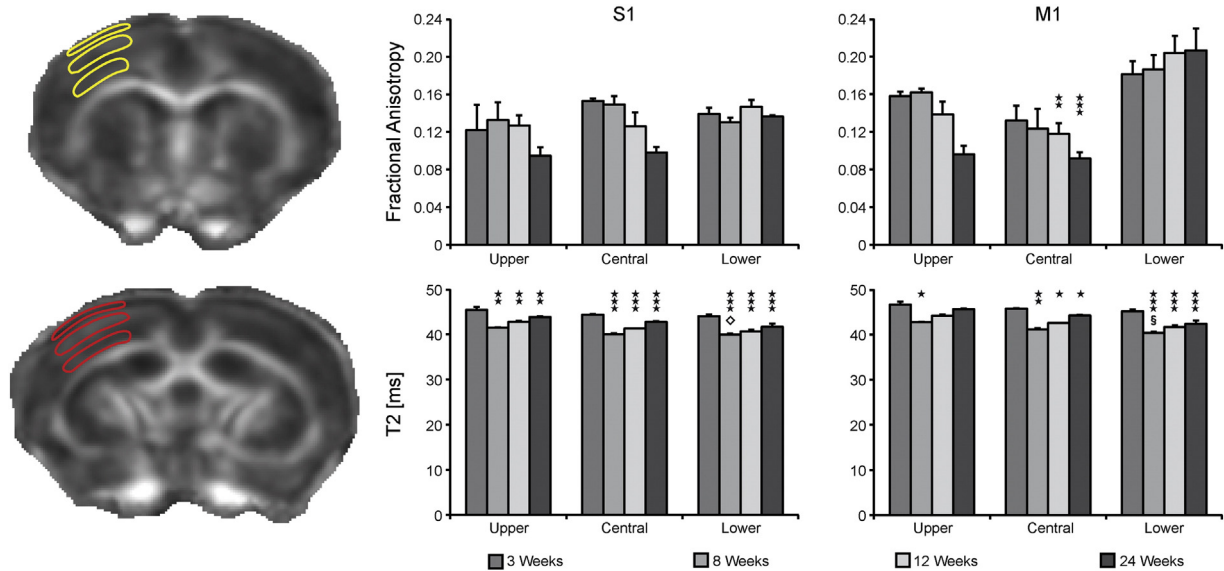 S1
M1
Fractional Anisotropy
0.24
0.20
0.16
0.12
0.08
0.04
0
Upper
Central
Lower
0.24
0.20
0.16
0.12
0.08
0.04
0
★★
★★★
Upper
Central
Lower
T2 [ms]
50
40
30
20
10
0
★★
★★
★★
★★★
★★★
★★★
★★★
◇
★★★
★★★
Upper
Central
Lower
50
40
30
20
10
0
★
★★
★
★
★★★
§
★★★
★★★
Upper
Central
Lower
3 Weeks
8 Weeks
12 Weeks
24 Weeks